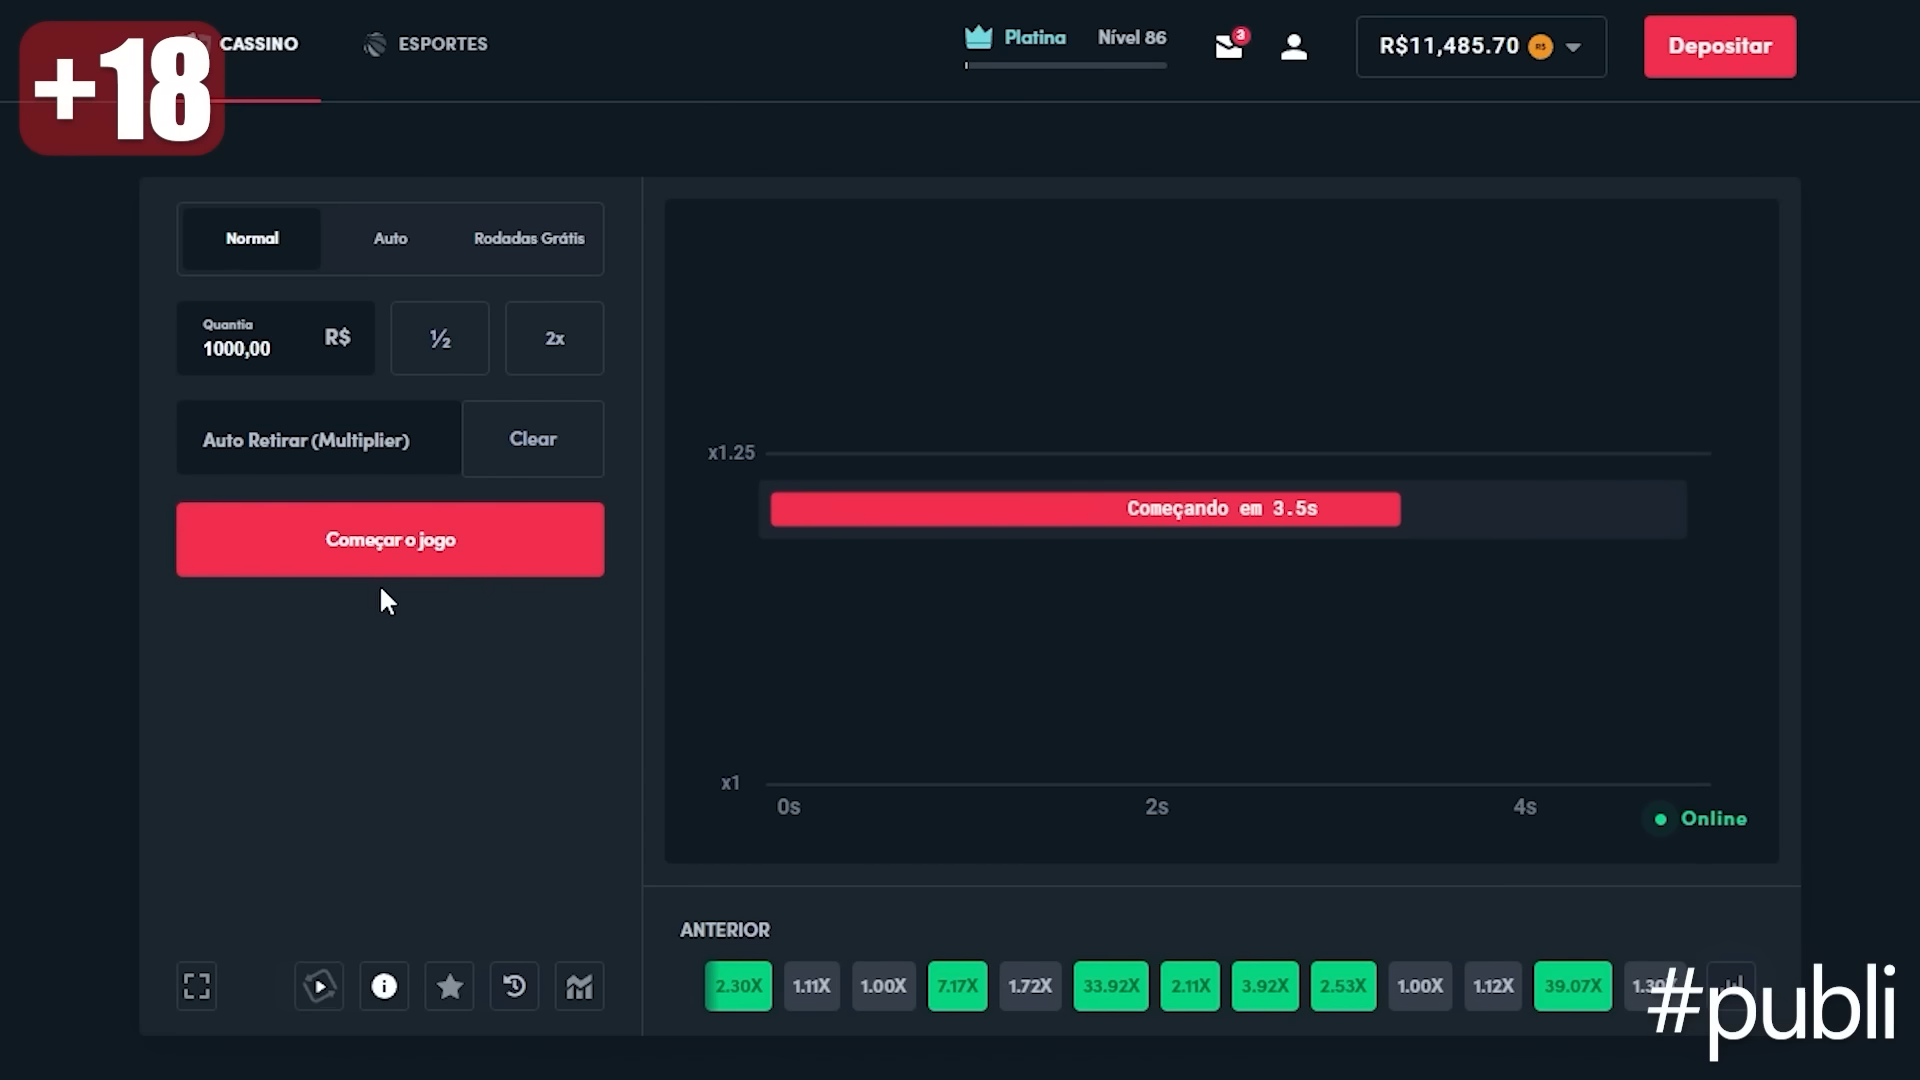 +18
CASSINO
ESPORTES
Platina
Nível 86
3
R$11,485.70
R$
Depositar
Normal
Auto
Rodadas Grátis
Quantia
1000,00
R$
½
2x
Auto Retirar (Multiplier)
Clear
Começar o jogo
x1.25
Começando em 3.5s
x1
0s
2s
4s
Online
ANTERIOR
2.30X
1.11X
1.00X
7.17X
1.72X
33.92X
2.11X
3.92X
2.53X
1.00X
1.12X
39.07X
#publi